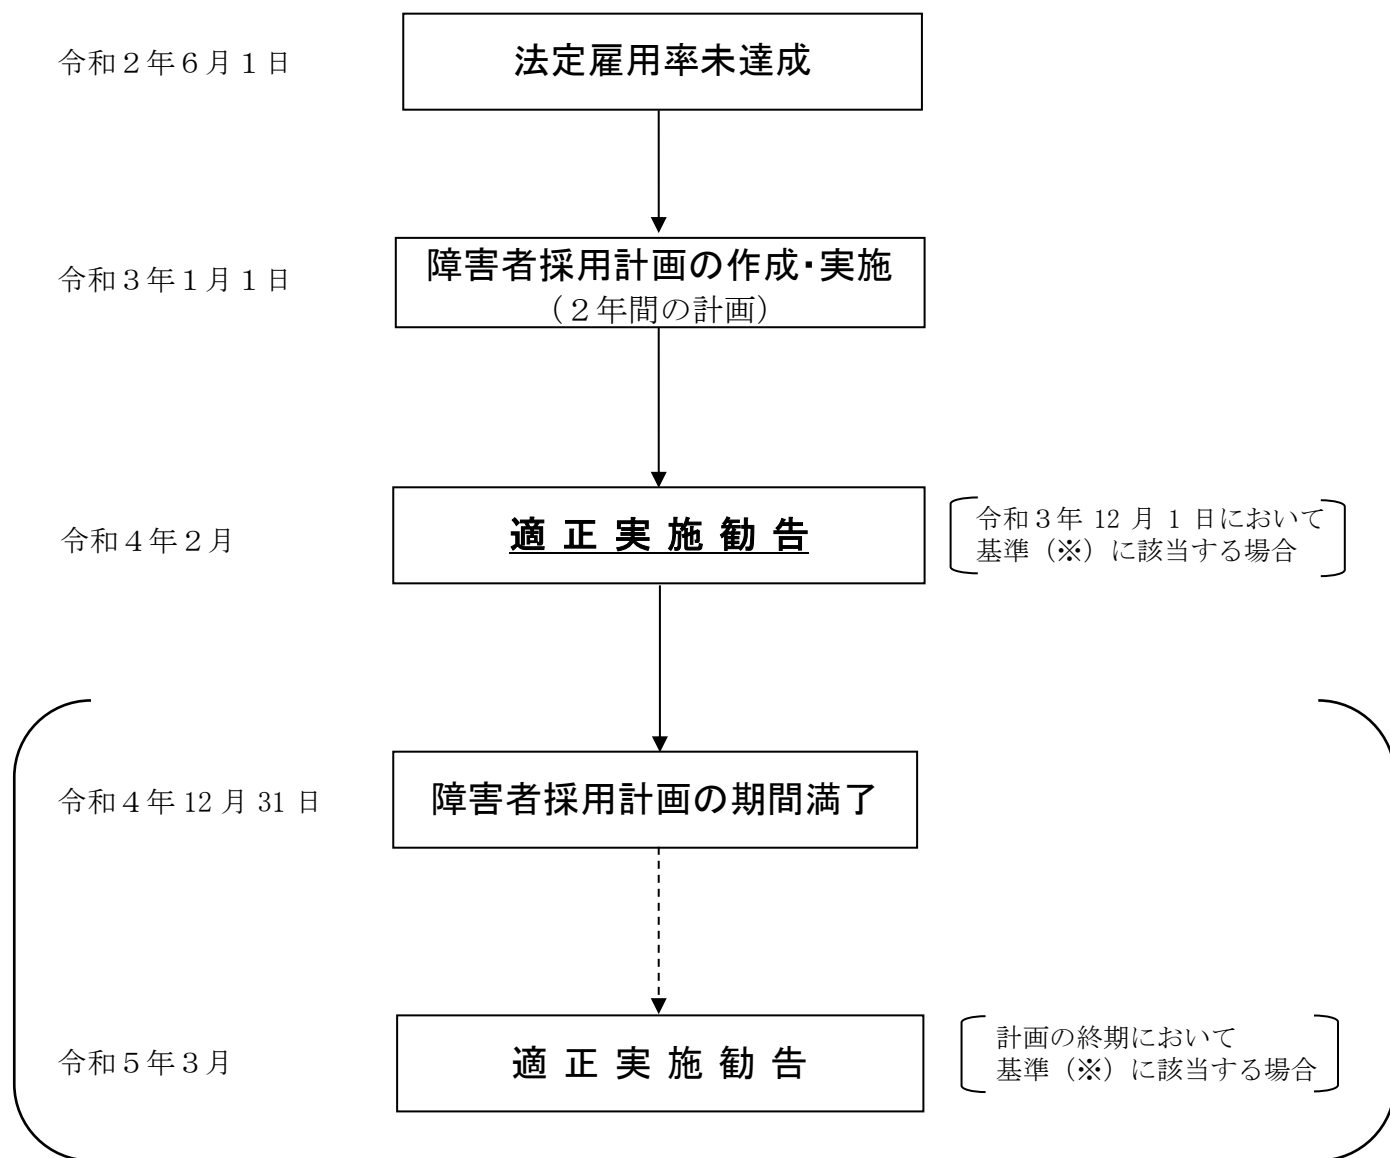 令和２年６月１日
法定雇用率未達成
令和３年１月１日
障害者採用計画の作成・実施
（２年間の計画）
令和４年２月
適 正 実 施 勧 告
令和３年 12 月 1 日において
基準（※）に該当する場合
令和４年 12 月 31 日
障害者採用計画の期間満了
令和５年３月
適 正 実 施 勧 告
計画の終期において
基準（※）に該当する場合